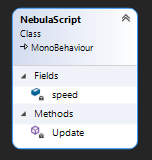 NebulaScript
Class
MonoBehaviour
Fields
speed
Methods
Update